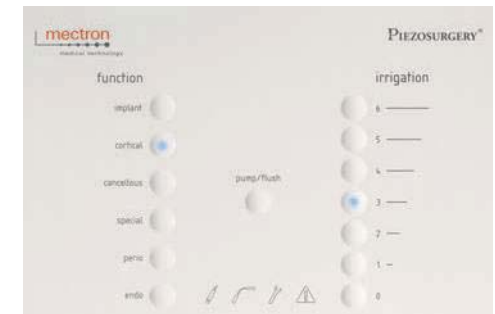 mectron
medical technology
PIEZOSURGERY®
function
irrigation
implant
6
cortical
5
4
cancellous
pump/flush
3
special
2
perio
1
endo
0